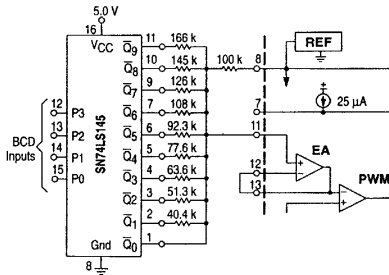 5.0 V
16
VCC
SN74LS145
BCD
Inputs
12 P3
13 P2
14 P1
15 P0
Q9 11 166 k
Q8 10 145 k
Q7 9 126 k
Q6 7 108 k
Q5 6 92.3 k
Q4 5 77.6 k
Q3 4 63.6 k
Q2 3 51.3 k
Q1 2 40.4 k
Q0 1
Gnd
8
100 k
8
REF
7
25 µA
11
12
13
EA
PWM
+
−
+
−
+